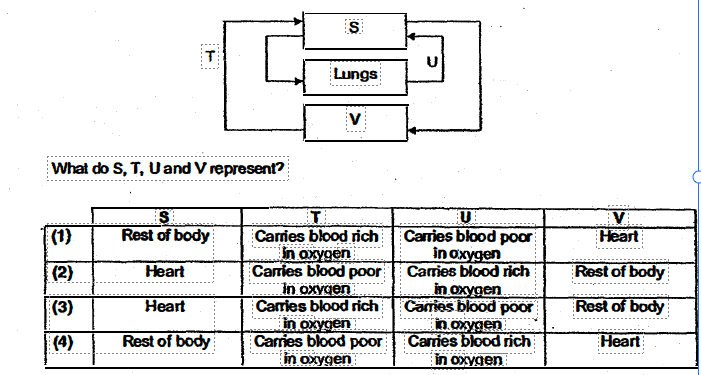 S
T
U
Lungs
V
What do S, T, U and V represent?
S T U V
(1) Rest of body Carries blood rich in oxygen Carries blood poor in oxygen Heart
(2) Heart Carries blood poor in oxygen Carries blood rich in oxygen Rest of body
(3) Heart Carries blood rich in oxygen Carries blood poor in oxygen Rest of body
(4) Rest of body Carries blood poor in oxygen Carries blood rich in oxygen Heart